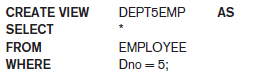 CREATE VIEW DEPT5EMP AS
SELECT *
FROM EMPLOYEE
WHERE Dno = 5;